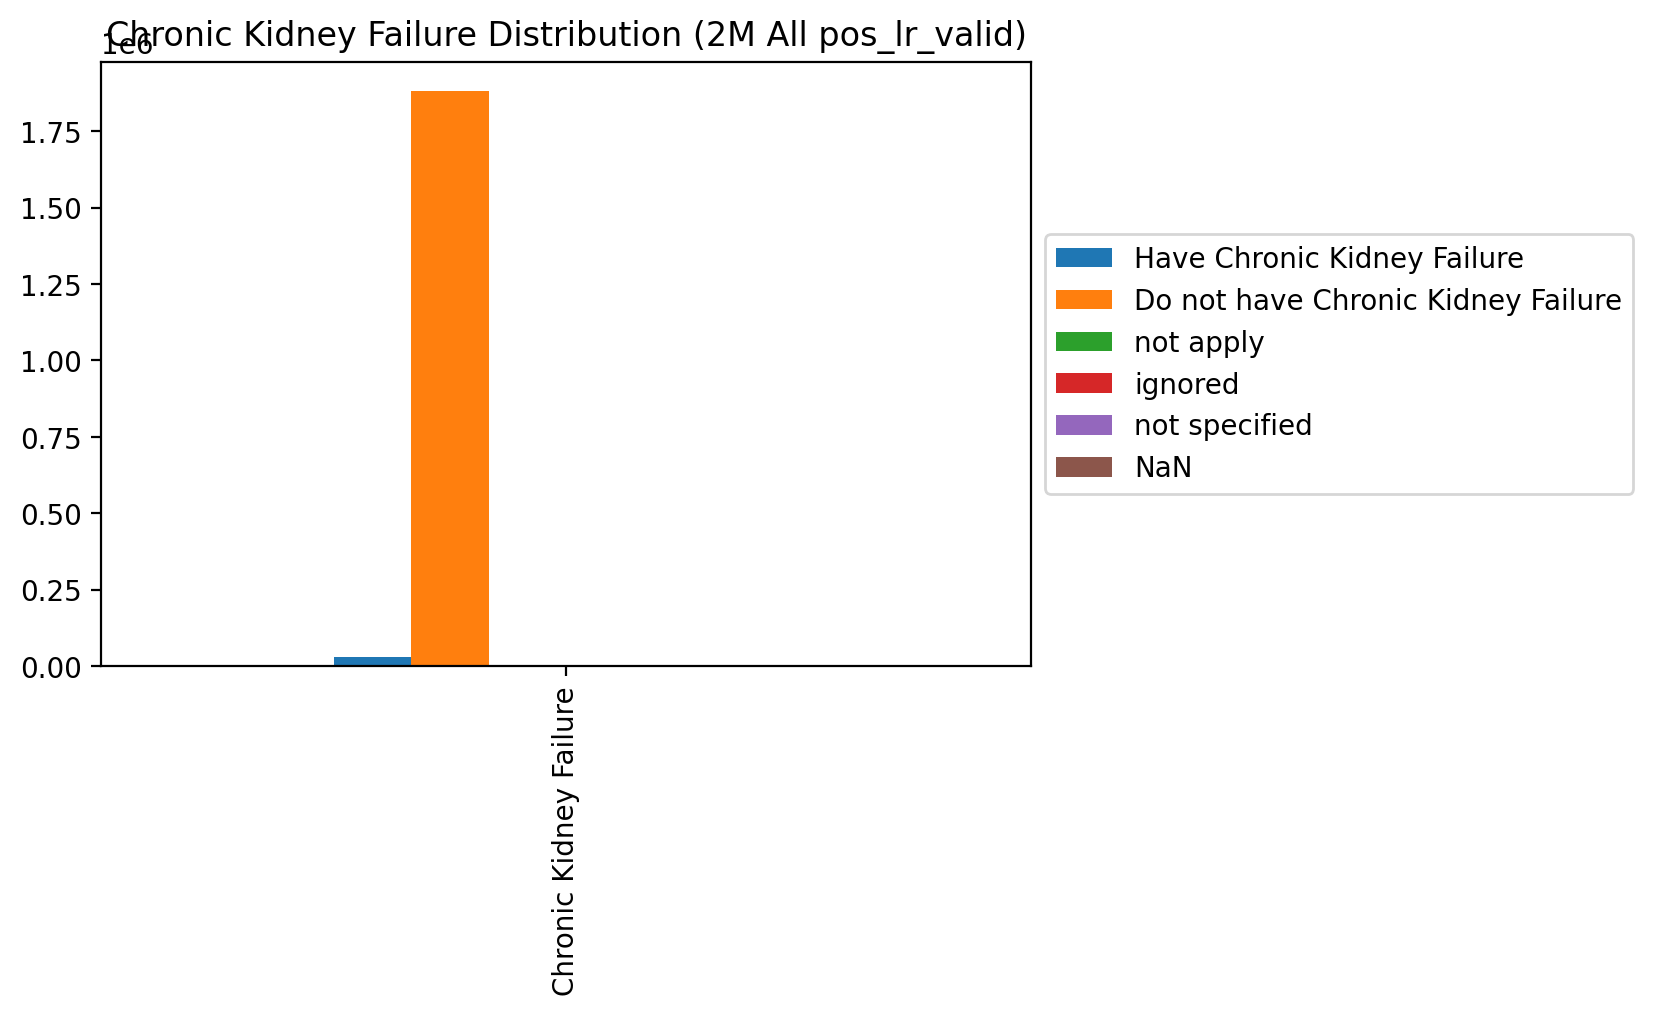 Chronic Kidney Failure Distribution (2M All pos_lr_valid)
1e6
1.75
1.50
1.25
1.00
0.75
0.50
0.25
0.00
Chronic Kidney Failure
Have Chronic Kidney Failure
Do not have Chronic Kidney Failure
not apply
ignored
not specified
NaN